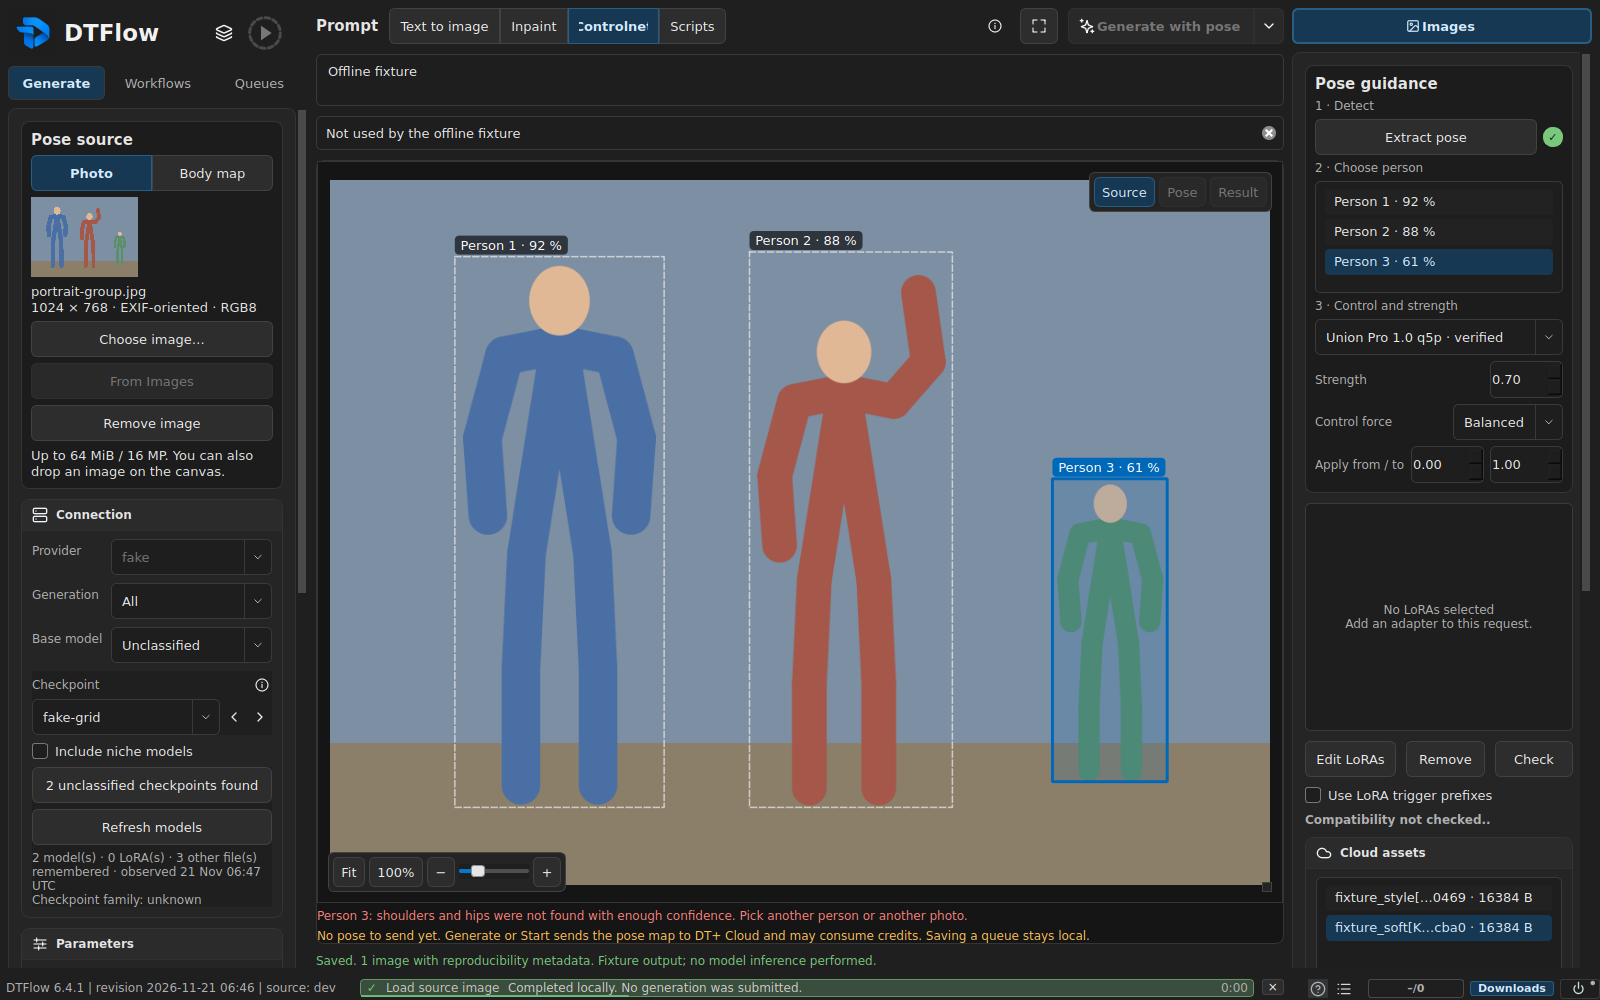 DTFlow
Generate
Workflows
Queues
Pose source
Photo
Body map
portrait-group.jpg
1024 × 768 · EXIF-oriented · RGB8
Choose image...
From Images
Remove image
Up to 64 MiB / 16 MP. You can also
drop an image on the canvas.
Connection
Provider
fake
Generation
All
Base model
Unclassified
Checkpoint
fake-grid
Include niche models
2 unclassified checkpoints found
Refresh models
2 model(s) · 0 LoRA(s) · 3 other file(s)
remembered · observed 21 Nov 06:47
UTC
Checkpoint family: unknown
Parameters
Prompt
Text to image
Inpaint
Controlnet
Scripts
Generate with pose
Offline fixture
Not used by the offline fixture
Source
Pose
Result
Person 1 · 92 %
Person 2 · 88 %
Person 3 · 61 %
Fit
100%
−
+
Person 3: shoulders and hips were not found with enough confidence. Pick another person or another photo.
No pose to send yet. Generate or Start sends the pose map to DT+ Cloud and may consume credits. Saving a queue stays local.
Saved. 1 image with reproducibility metadata. Fixture output; no model inference performed.
Images
Pose guidance
1 · Detect
Extract pose
2 · Choose person
Person 1 · 92 %
Person 2 · 88 %
Person 3 · 61 %
3 · Control and strength
Union Pro 1.0 q5p · verified
Strength
0.70
Control force
Balanced
Apply from / to
0.00
1.00
No LoRAs selected
Add an adapter to this request.
Edit LoRAs
Remove
Check
Use LoRA trigger prefixes
Compatibility not checked..
Cloud assets
fixture_style[...0469 · 16384 B
fixture_soft[K...cba0 · 16384 B
DTFlow 6.4.1 | revision 2026-11-21 06:46 | source: dev
✓ Load source image Completed locally. No generation was submitted.
0:00
–/0
Downloads